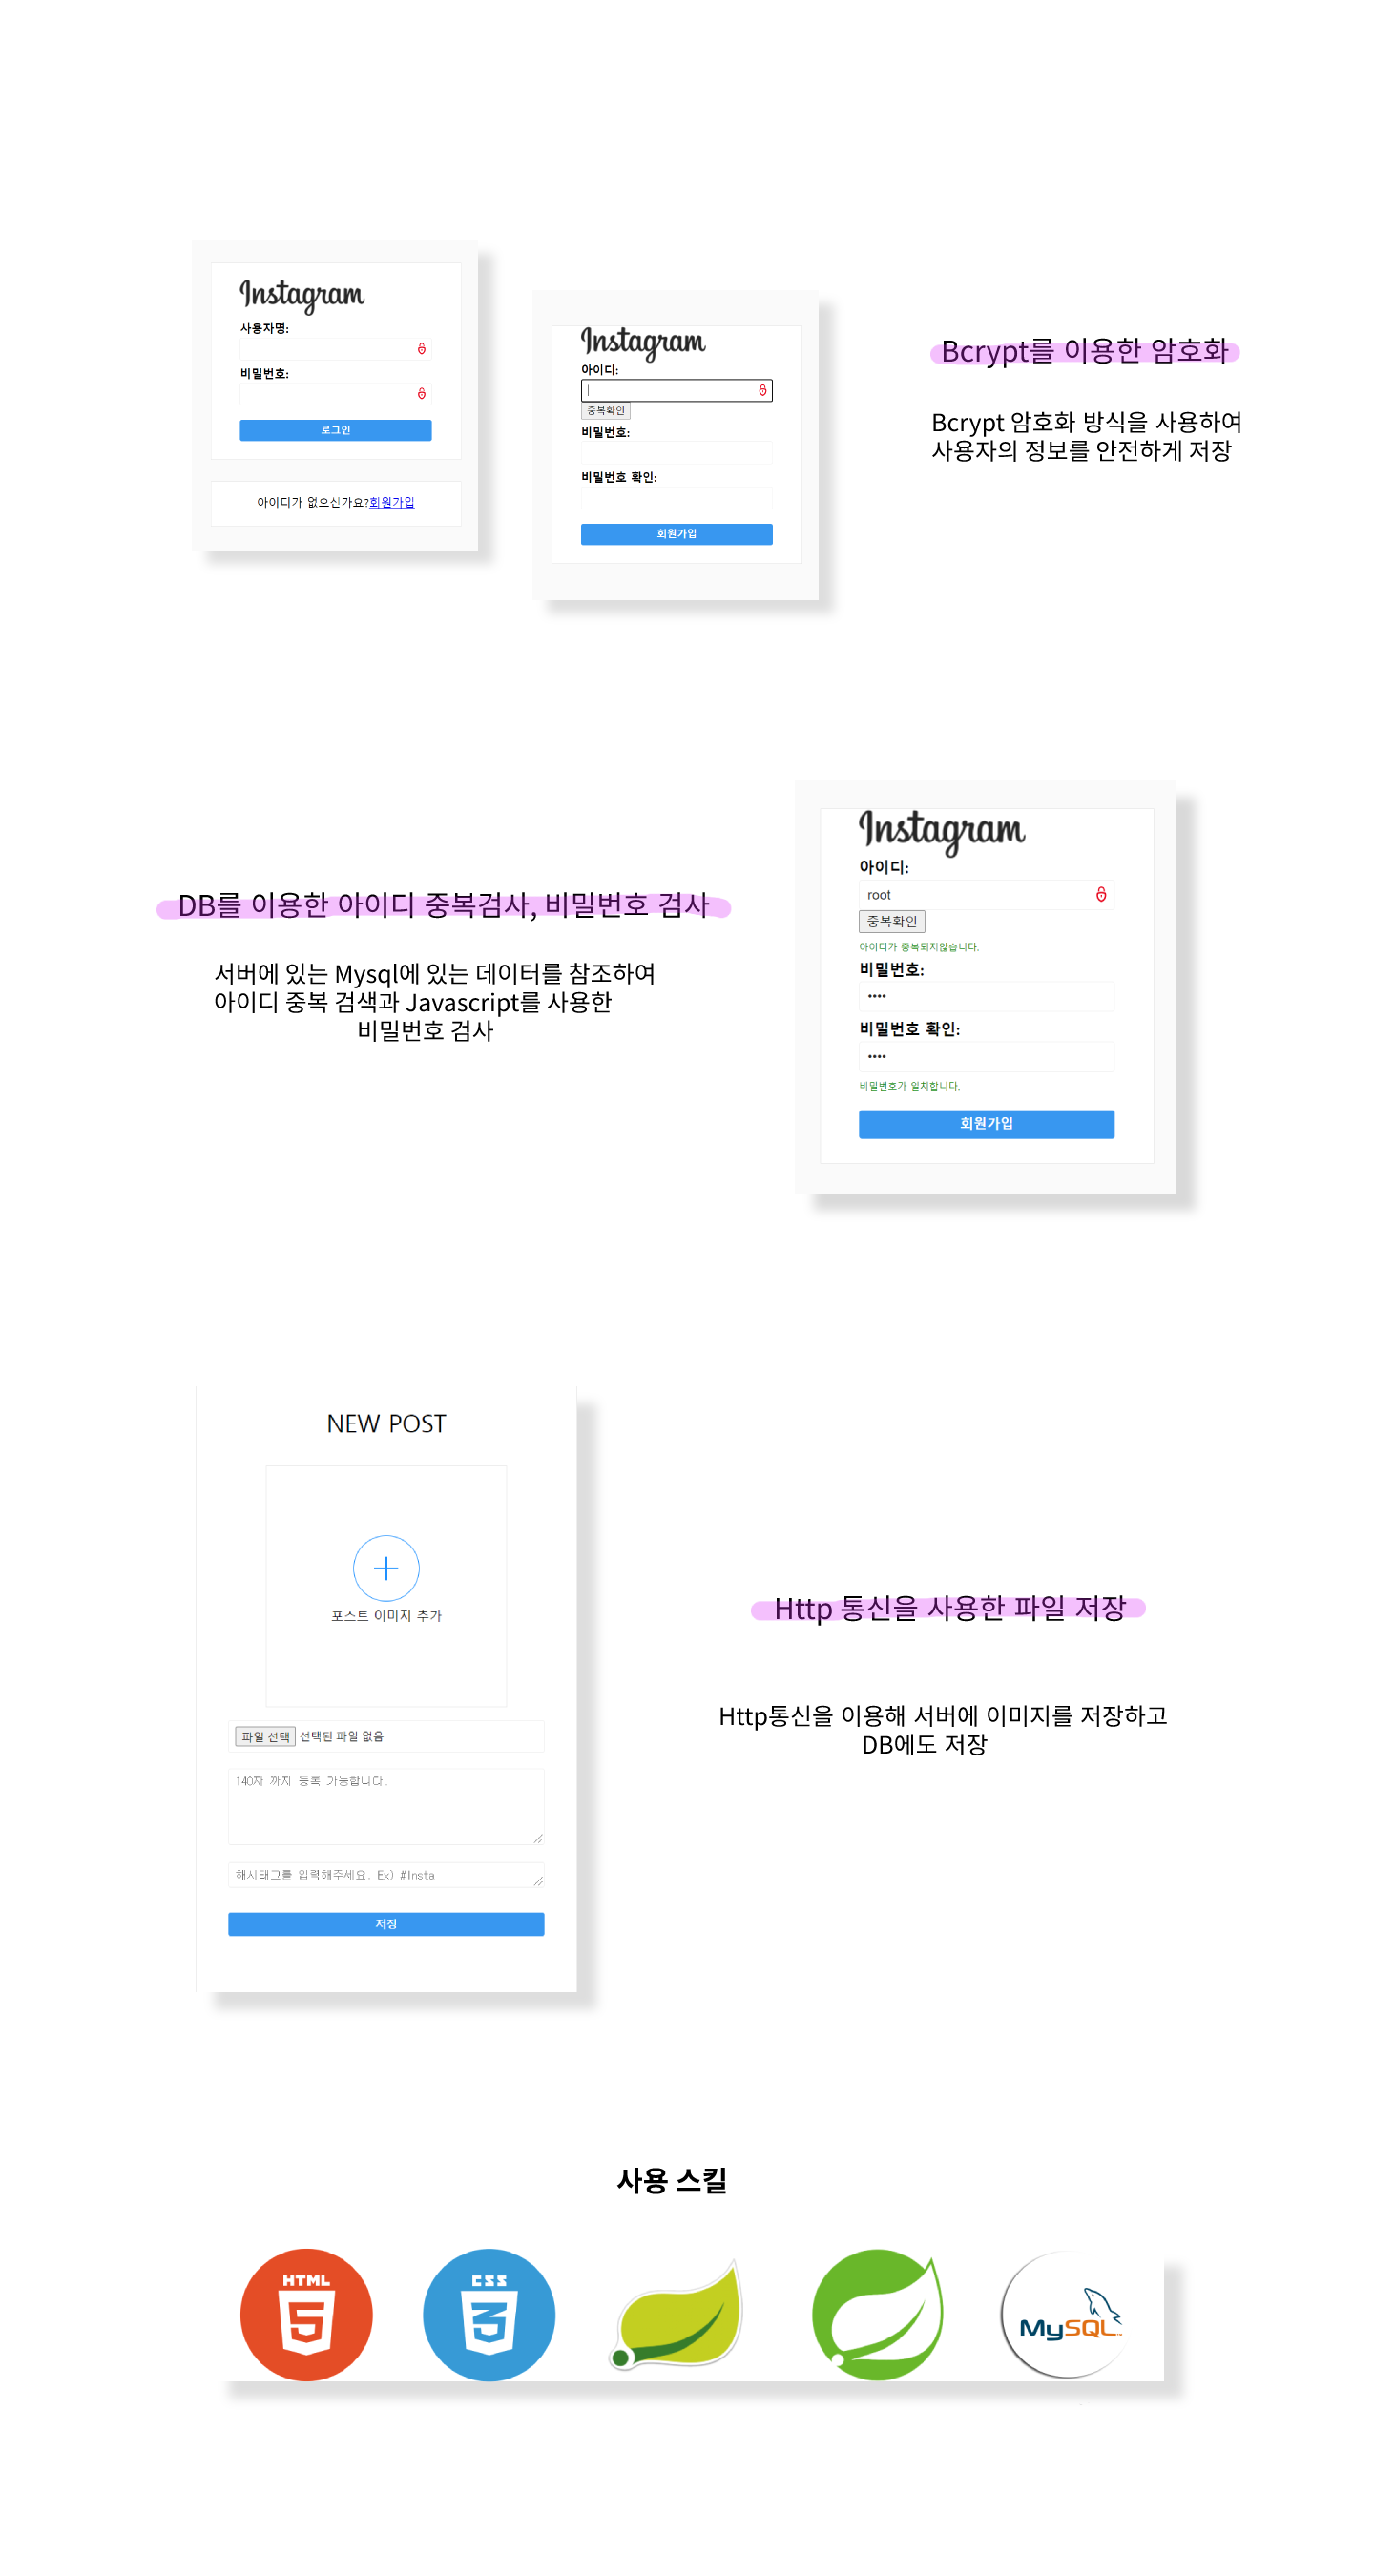 Instagram
사용자명:
비밀번호:
로그인
아이디가 없으신가요?회원가입
Instagram
아이디:
중복확인
비밀번호:
비밀번호 확인:
회원가입
Bcrypt를 이용한 암호화
Bcrypt 암호화 방식을 사용하여
사용자의 정보를 안전하게 저장
DB를 이용한 아이디 중복검사, 비밀번호 검사
서버에 있는 Mysql에 있는 데이터를 참조하여
아이디 중복 검색과 Javascript를 사용한
비밀번호 검사
Instagram
아이디:
root
중복확인
아이디가 중복되지않습니다.
비밀번호:
••••
비밀번호 확인:
••••
비밀번호가 일치합니다.
회원가입
NEW POST
포스트 이미지 추가
파일 선택 선택된 파일 없음
140자 까지 등록 가능합니다.
해시태그를 입력해주세요. Ex) #Insta
저장
Http 통신을 사용한 파일 저장
Http통신을 이용해 서버에 이미지를 저장하고
DB에도 저장
사용 스킬
HTML
5
CSS
3
MySQL